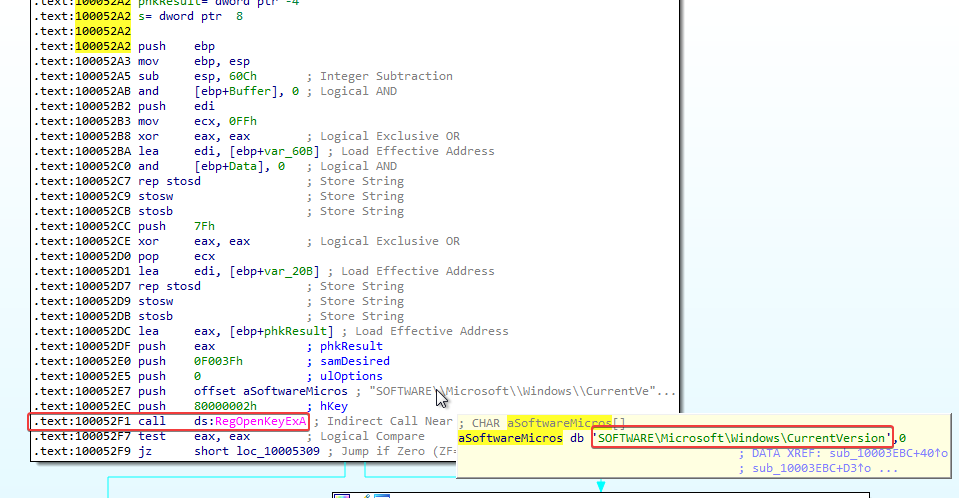 .text:100052A2 phkResult= dword ptr -4
.text:100052A2 s= dword ptr  8
.text:100052A2
.text:100052A2 push    ebp
.text:100052A3 mov     ebp, esp
.text:100052A5 sub     esp, 60Ch       ; Integer Subtraction
.text:100052AB and     [ebp+Buffer], 0 ; Logical AND
.text:100052B2 push    edi
.text:100052B3 mov     ecx, 0FFh
.text:100052B8 xor     eax, eax        ; Logical Exclusive OR
.text:100052BA lea     edi, [ebp+var_60B] ; Load Effective Address
.text:100052C0 and     [ebp+Data], 0   ; Logical AND
.text:100052C7 rep stosd               ; Store String
.text:100052C9 stosw                   ; Store String
.text:100052CB stosb                   ; Store String
.text:100052CC push    7Fh
.text:100052CE xor     eax, eax        ; Logical Exclusive OR
.text:100052D0 pop     ecx
.text:100052D1 lea     edi, [ebp+var_20B] ; Load Effective Address
.text:100052D7 rep stosd               ; Store String
.text:100052D9 stosw                   ; Store String
.text:100052DB stosb                   ; Store String
.text:100052DC lea     eax, [ebp+phkResult] ; Load Effective Address
.text:100052DF push    eax             ; phkResult
.text:100052E0 push    0F003Fh         ; samDesired
.text:100052E5 push    0               ; ulOptions
.text:100052E7 push    offset aSoftwareMicros ; "SOFTWARE\\Microsoft\\Windows\\CurrentVe"...
.text:100052EC push    80000002h       ; hKey
.text:100052F1 call    ds:RegOpenKeyExA ; Indirect Call Near
.text:100052F7 test    eax, eax        ; Logical Compare
.text:100052F9 jz      short loc_10005309 ; Jump if Zero (ZF=
; CHAR aSoftwareMicros[]
aSoftwareMicros db 'SOFTWARE\Microsoft\Windows\CurrentVersion',0
; DATA XREF: sub_10003EBC+40↑o
; sub_10003EBC+D3↑o ...